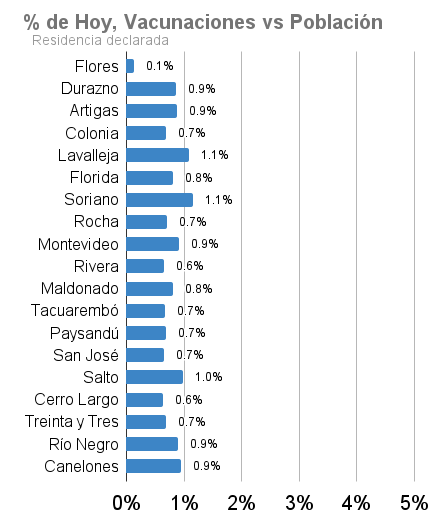 % de Hoy, Vacunaciones vs Población
Residencia declarada
Flores 0.1%
Durazno 0.9%
Artigas 0.9%
Colonia 0.7%
Lavalleja 1.1%
Florida 0.8%
Soriano 1.1%
Rocha 0.7%
Montevideo 0.9%
Rivera 0.6%
Maldonado 0.8%
Tacuarembó 0.7%
Paysandú 0.7%
San José 0.7%
Salto 1.0%
Cerro Largo 0.6%
Treinta y Tres 0.7%
Río Negro 0.9%
Canelones 0.9%
0% 1% 2% 3% 4% 5%